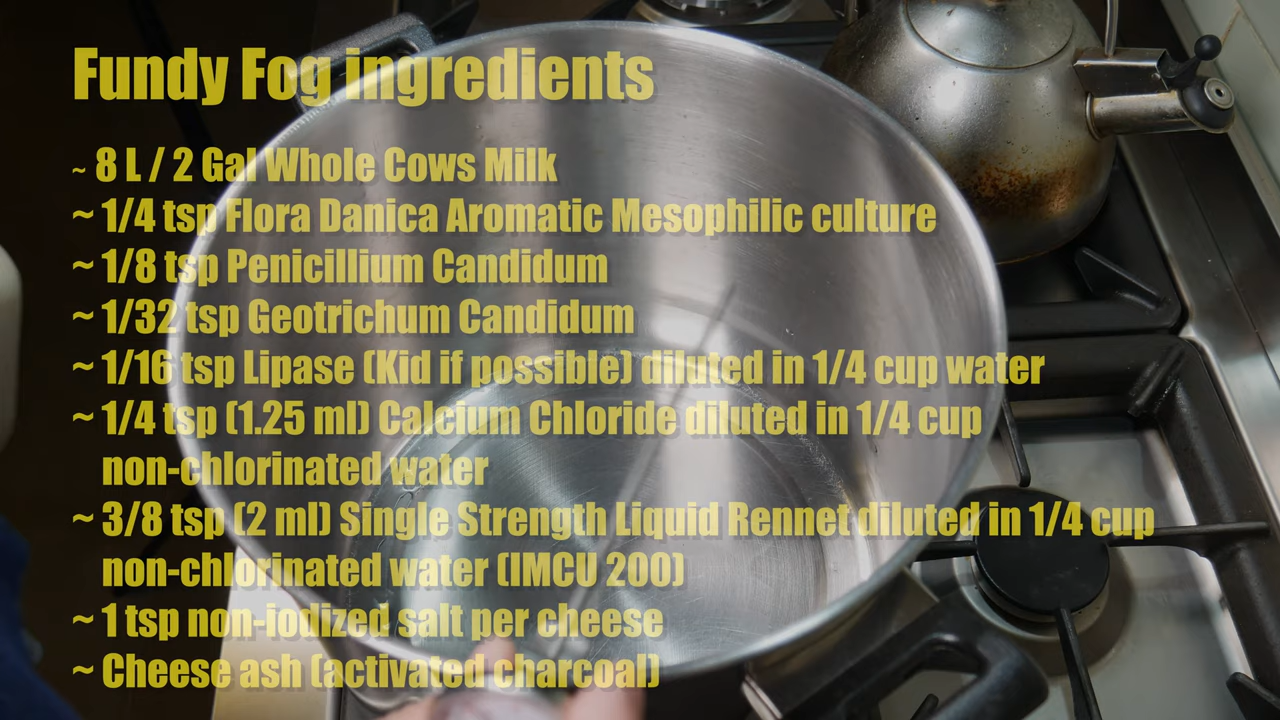 Fundy Fog ingredients
~ 8 L / 2 Gal Whole Cows Milk
~ 1/4 tsp Flora Danica Aromatic Mesophilic culture
~ 1/8 tsp Penicillium Candidum
~ 1/32 tsp Geotrichum Candidum
~ 1/16 tsp Lipase (Kid if possible) diluted in 1/4 cup water
~ 1/4 tsp (1.25 ml) Calcium Chloride diluted in 1/4 cup
non-chlorinated water
~ 3/8 tsp (2 ml) Single Strength Liquid Rennet diluted in 1/4 cup
non-chlorinated water (IMCU 200)
~ 1 tsp non-iodized salt per cheese
~ Cheese ash (activated charcoal)